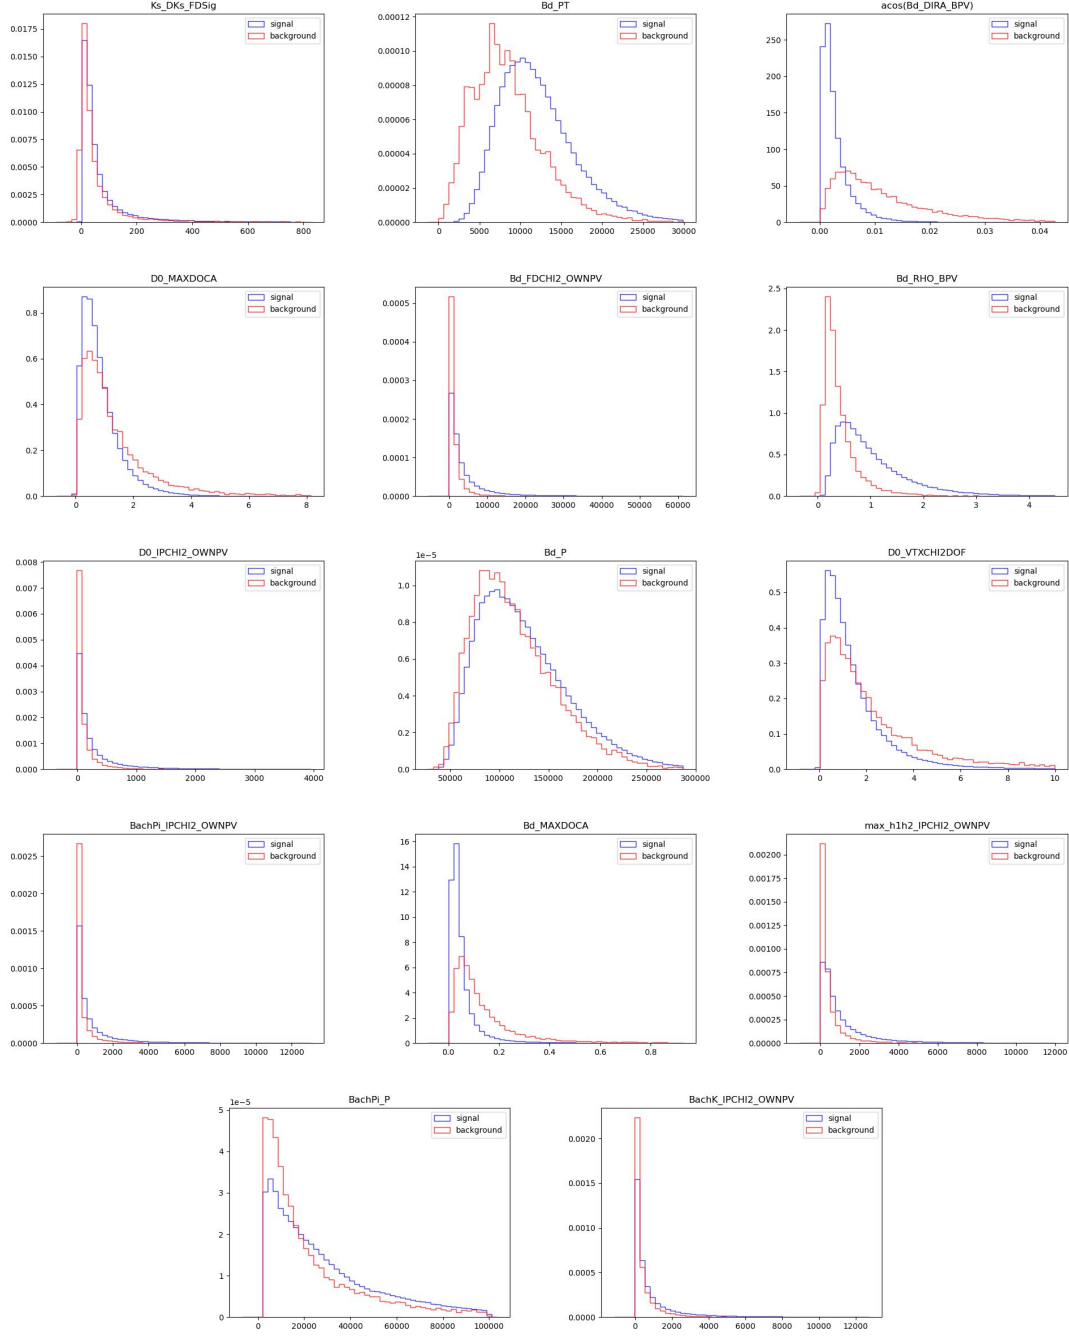 Ks_DKs_FDSig
signal
background
0.0175
0.0150
0.0125
0.0100
0.0075
0.0050
0.0025
0.0000
0 200 400 600 800
Bd_PT
signal
background
0.00012
0.00010
0.00008
0.00006
0.00004
0.00002
0.00000
0 5000 10000 15000 20000 25000 30000
acos(Bd_DIRA_BPV)
signal
background
250
200
150
100
50
0
0.00 0.01 0.02 0.03 0.04
D0_MAXDOCA
signal
background
0.8
0.6
0.4
0.2
0.0
0 2 4 6 8
Bd_FDCHI2_OWNPV
signal
background
0.0005
0.0004
0.0003
0.0002
0.0001
0.0000
0 10000 20000 30000 40000 50000 60000
Bd_RHO_BPV
signal
background
2.5
2.0
1.5
1.0
0.5
0.0
0 1 2 3 4
D0_IPCHI2_OWNPV
signal
background
0.008
0.007
0.006
0.005
0.004
0.003
0.002
0.001
0.000
0 1000 2000 3000 4000
Bd_P
1e−5
signal
background
1.0
0.8
0.6
0.4
0.2
0.0
50000 100000 150000 200000 250000 300000
D0_VTXCHI2DOF
signal
background
0.5
0.4
0.3
0.2
0.1
0.0
0 2 4 6 8 10
BachPi_IPCHI2_OWNPV
signal
background
0.0025
0.0020
0.0015
0.0010
0.0005
0.0000
0 2000 4000 6000 8000 10000 12000
Bd_MAXDOCA
signal
background
16
14
12
10
8
6
4
2
0
0.0 0.2 0.4 0.6 0.8
max_h1h2_IPCHI2_OWNPV
signal
background
0.00200
0.00175
0.00150
0.00125
0.00100
0.00075
0.00050
0.00025
0.00000
0 2000 4000 6000 8000 10000 12000
BachPi_P
1e−5
signal
background
5
4
3
2
1
0
0 20000 40000 60000 80000 100000
BachK_IPCHI2_OWNPV
signal
background
0.0020
0.0015
0.0010
0.0005
0.0000
0 2000 4000 6000 8000 10000 12000